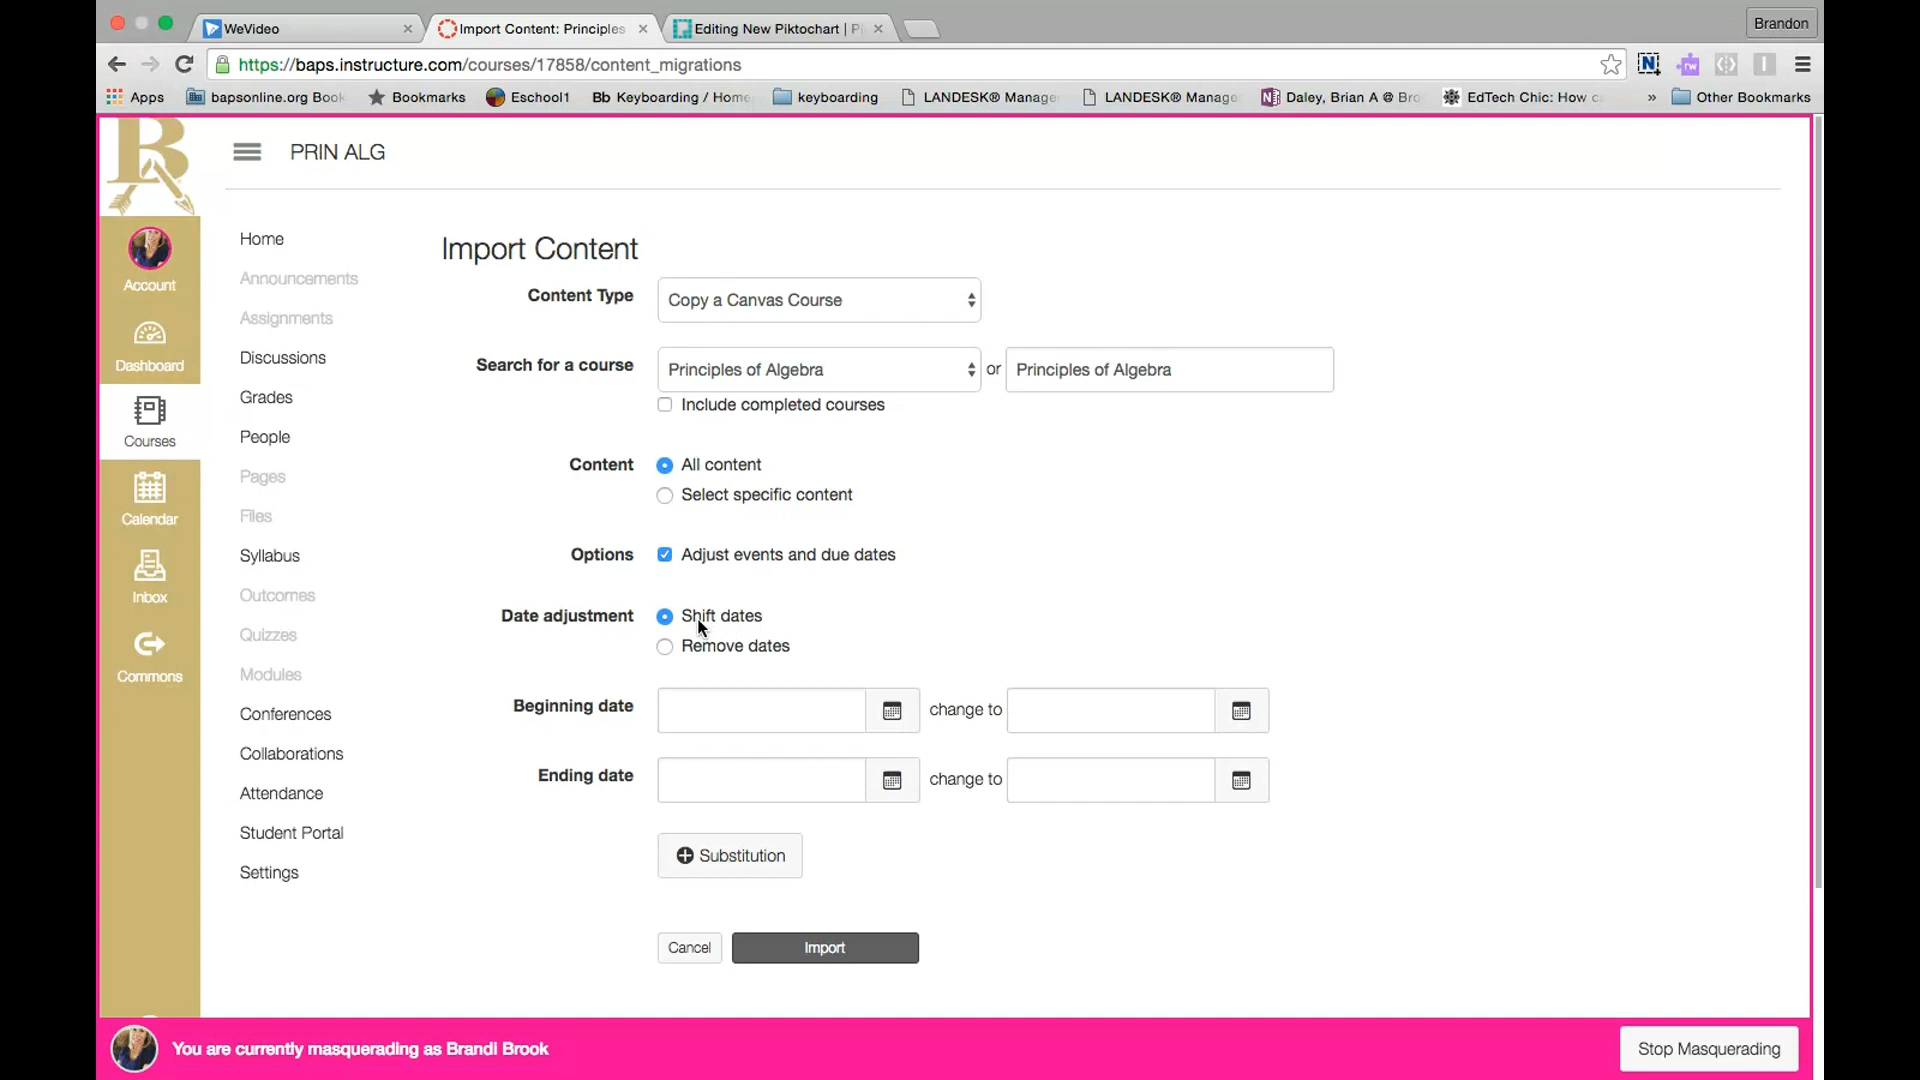 WeVideo
Import Content: Principles
Editing New Piktochart | P
Brandon
https://baps.instructure.com/courses/17858/content_migrations
Apps
bapsonline.org Book
Bookmarks
Eschool1
Bb Keyboarding / Home
keyboarding
LANDESK® Manage
LANDESK® Manage
Daley, Brian A @ Bro
EdTech Chic: How c
» Other Bookmarks
B
PRIN ALG
Account
Dashboard
Courses
Calendar
Inbox
Commons
Home
Announcements
Assignments
Discussions
Grades
People
Pages
Files
Syllabus
Outcomes
Quizzes
Modules
Conferences
Collaborations
Attendance
Student Portal
Settings
Import Content
Content Type Copy a Canvas Course
Search for a course Principles of Algebra or Principles of Algebra
Include completed courses
Content All content
Select specific content
Options Adjust events and due dates
Date adjustment Shift dates
Remove dates
Beginning date change to
Ending date change to
Substitution
Cancel Import
You are currently masquerading as Brandi Brook
Stop Masquerading